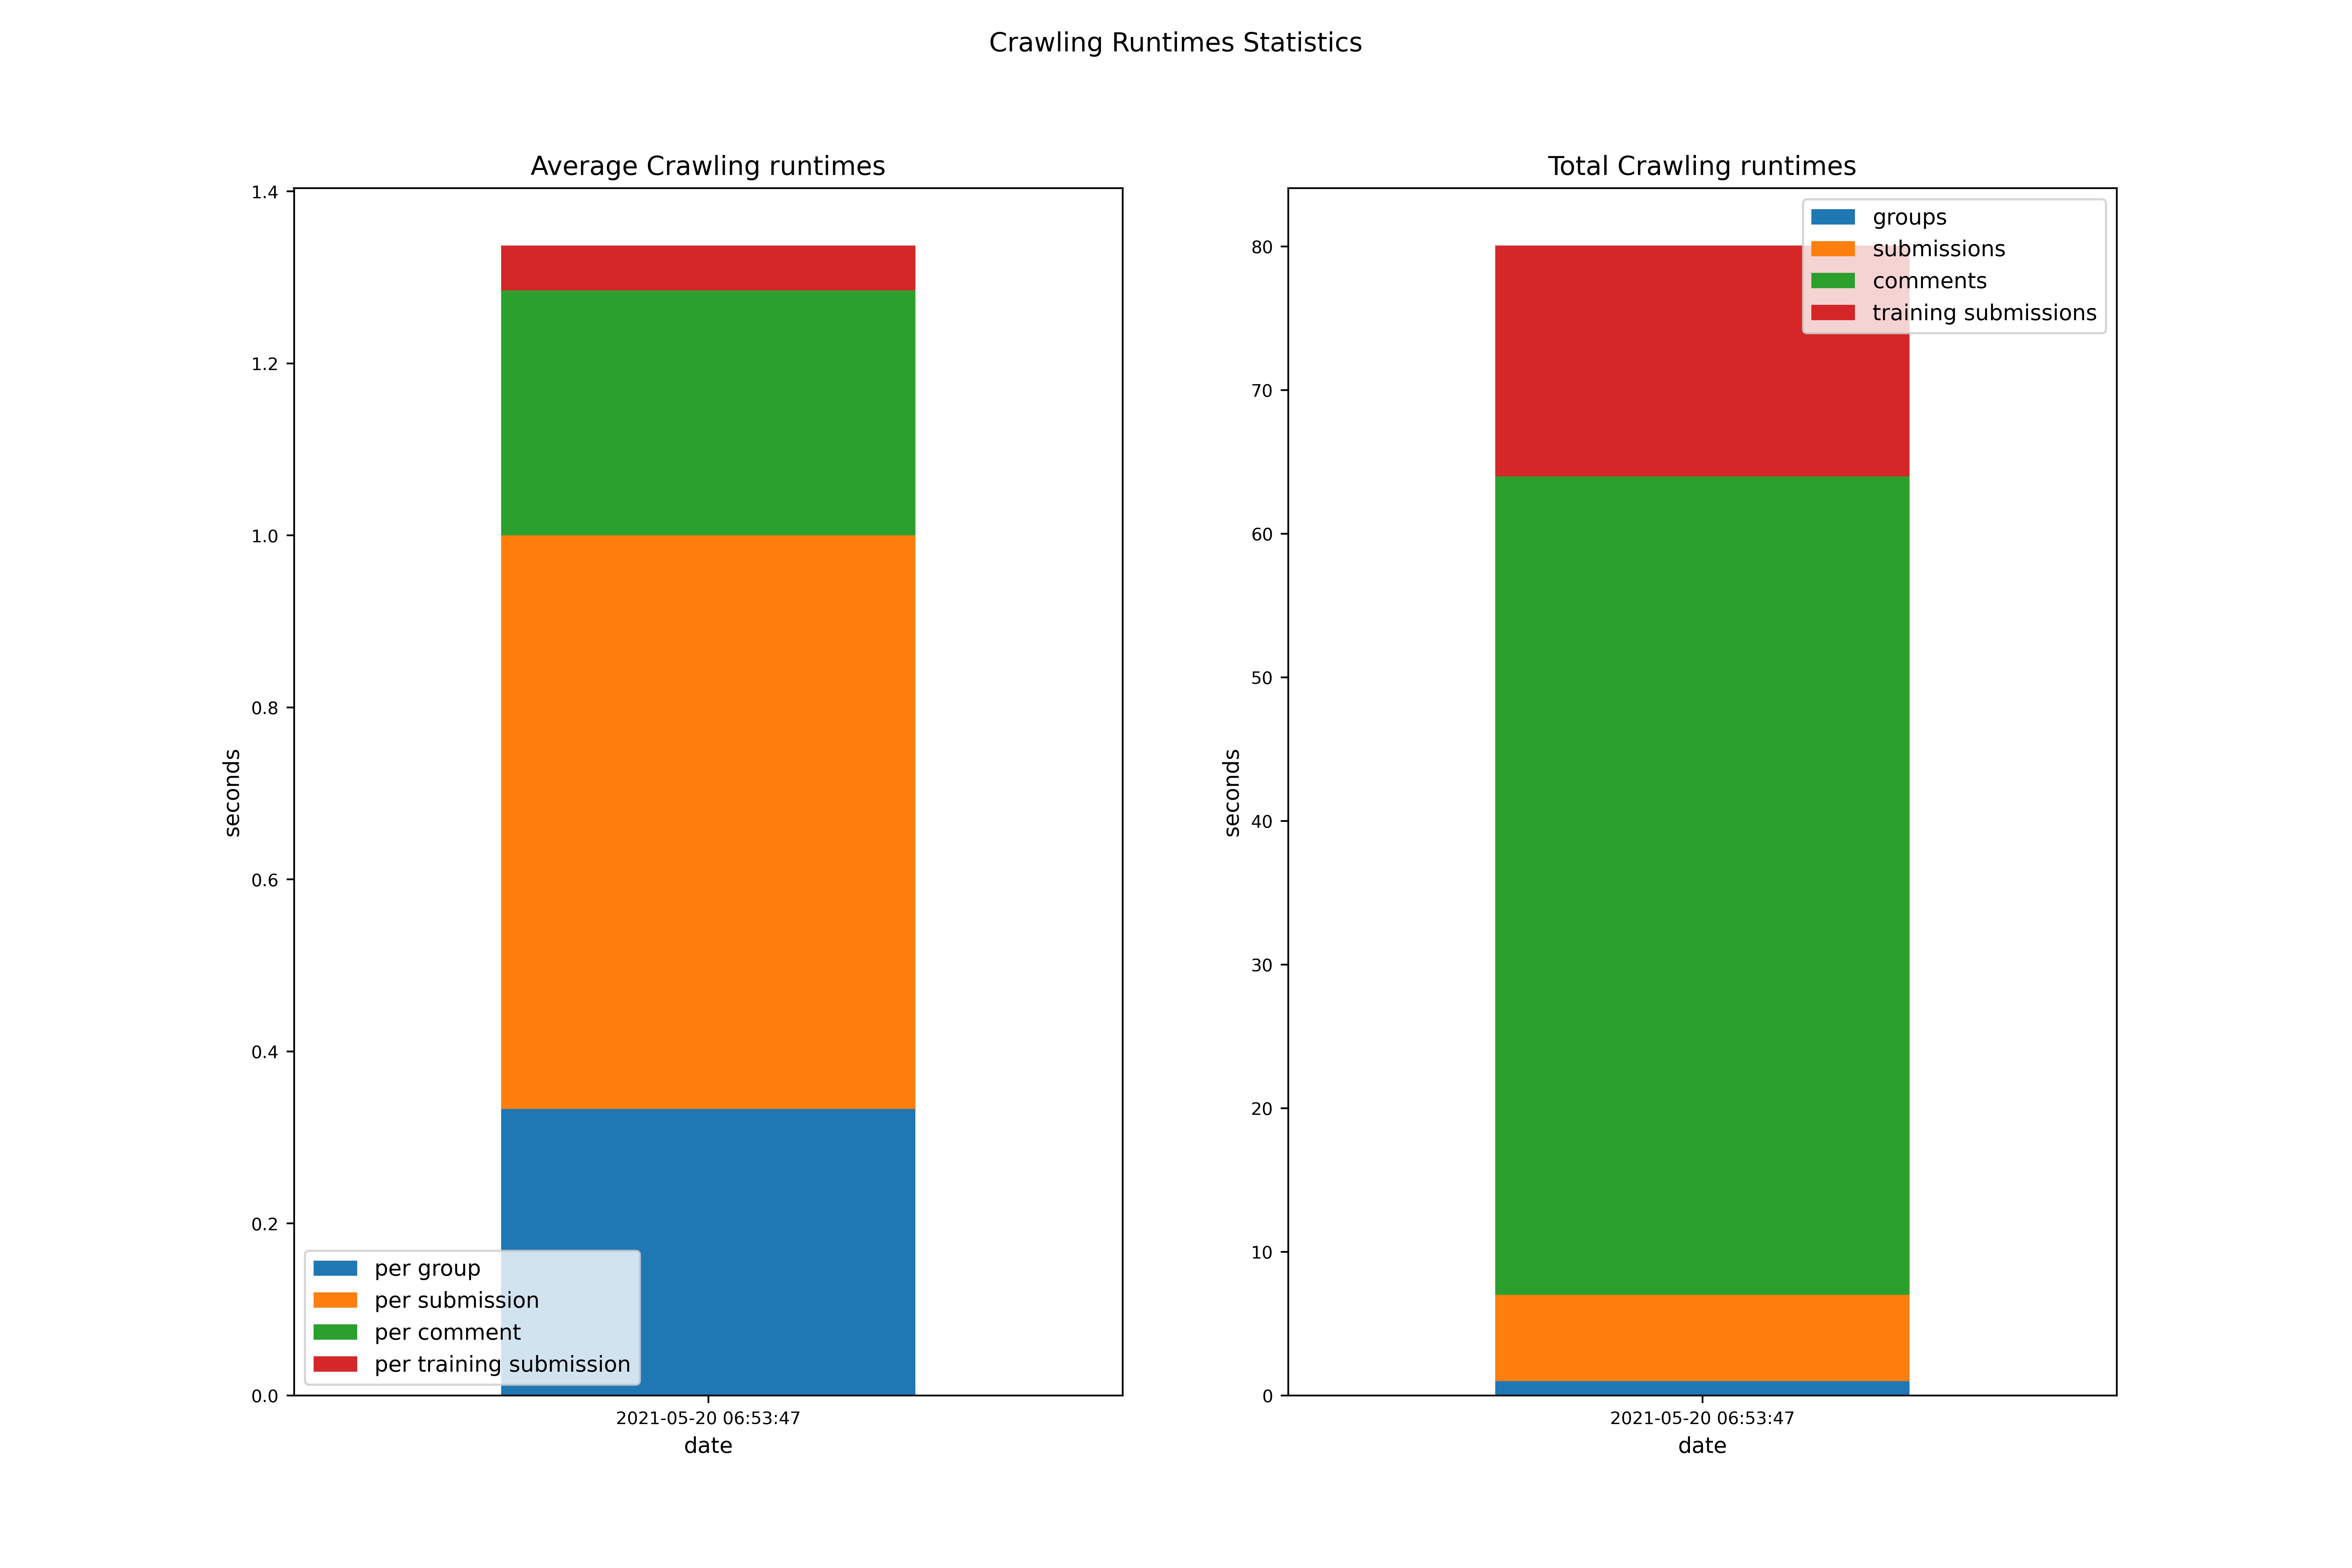 Crawling Runtimes Statistics
Average Crawling runtimes
1.4
1.2
1.0
0.8
0.6
0.4
0.2
0.0
seconds
per group
per submission
per comment
per training submission
2021-05-20 06:53:47
date
Total Crawling runtimes
80
70
60
50
40
30
20
10
0
seconds
groups
submissions
comments
training submissions
2021-05-20 06:53:47
date